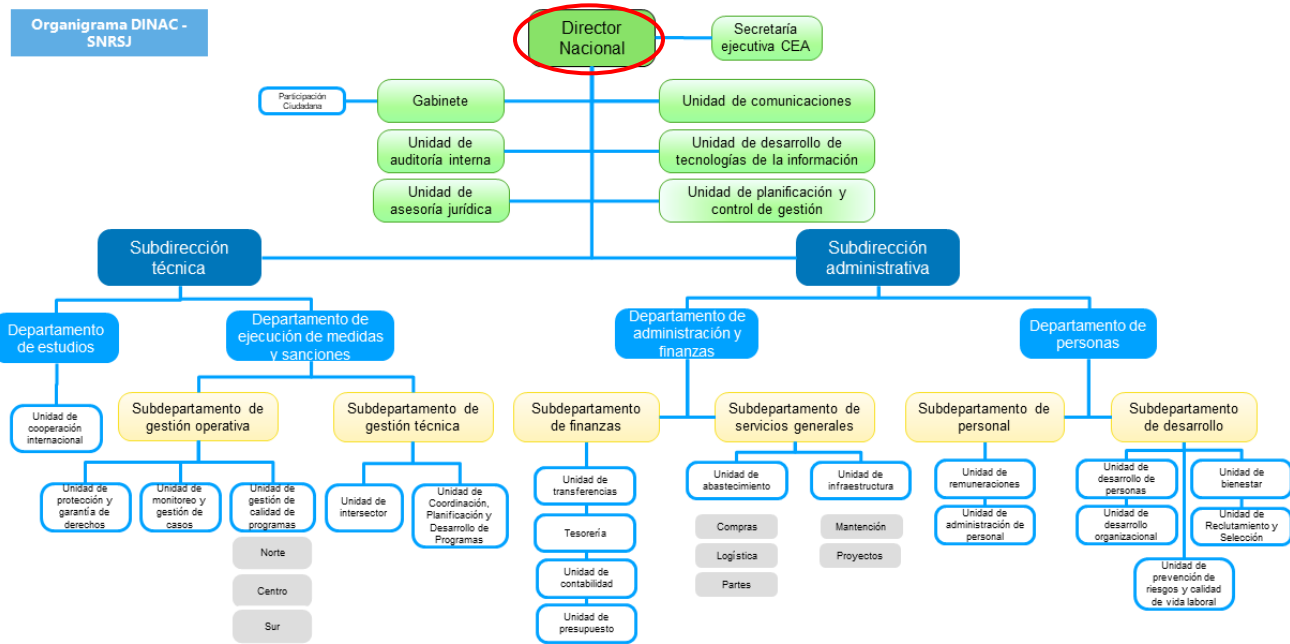 Organigrama DINAC -
SNRSJ
Director
Nacional
Secretaría
ejecutiva CEA
Participación
Ciudadana
Gabinete
Unidad de comunicaciones
Unidad de
auditoría interna
Unidad de desarrollo de
tecnologías de la información
Unidad de
asesoría jurídica
Unidad de planificación y
control de gestión
Subdirección
técnica
Subdirección
administrativa
Departamento
de estudios
Departamento de
ejecución de medidas
y sanciones
Departamento de
administración y
finanzas
Departamento de
personas
Unidad de
cooperación
internacional
Subdepartamento de
gestión operativa
Subdepartamento de
gestión técnica
Subdepartamento
de finanzas
Subdepartamento de
servicios generales
Subdepartamento de
personal
Subdepartamento
de desarrollo
Unidad de
protección y
garantía de
derechos
Unidad de
monitoreo y
gestión de
casos
Unidad de
gestión de
calidad de
programas
Norte
Centro
Sur
Unidad de
intersector
Unidad de
Coordinación,
Planificación y
Desarrollo de
Programas
Unidad de
transferencias
Tesorería
Unidad de
contabilidad
Unidad de
presupuesto
Unidad de
abastecimiento
Compras
Logística
Partes
Unidad de
infraestructura
Mantención
Proyectos
Unidad de
remuneraciones
Unidad de
administración de
personal
Unidad de
desarrollo de
personas
Unidad de
desarrollo
organizacional
Unidad de
bienestar
Unidad de
Reclutamiento y
Selección
Unidad de
prevención de
riesgos y calidad
de vida laboral